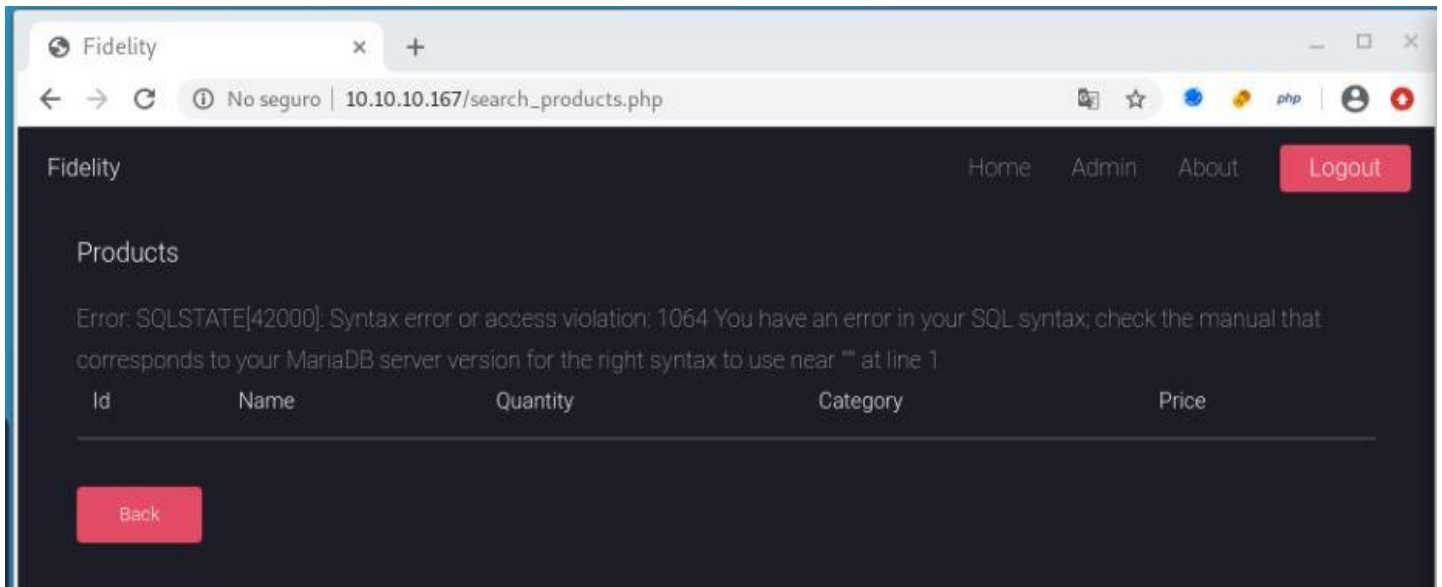 Fidelity
No seguro | 10.10.10.167/search_products.php
php
Fidelity Home Admin About Logout
Products
Error: SQLSTATE[42000]: Syntax error or access violation: 1064 You have an error in your SQL syntax; check the manual that
corresponds to your MariaDB server version for the right syntax to use near '''' at line 1
Id Name Quantity Category Price
Back